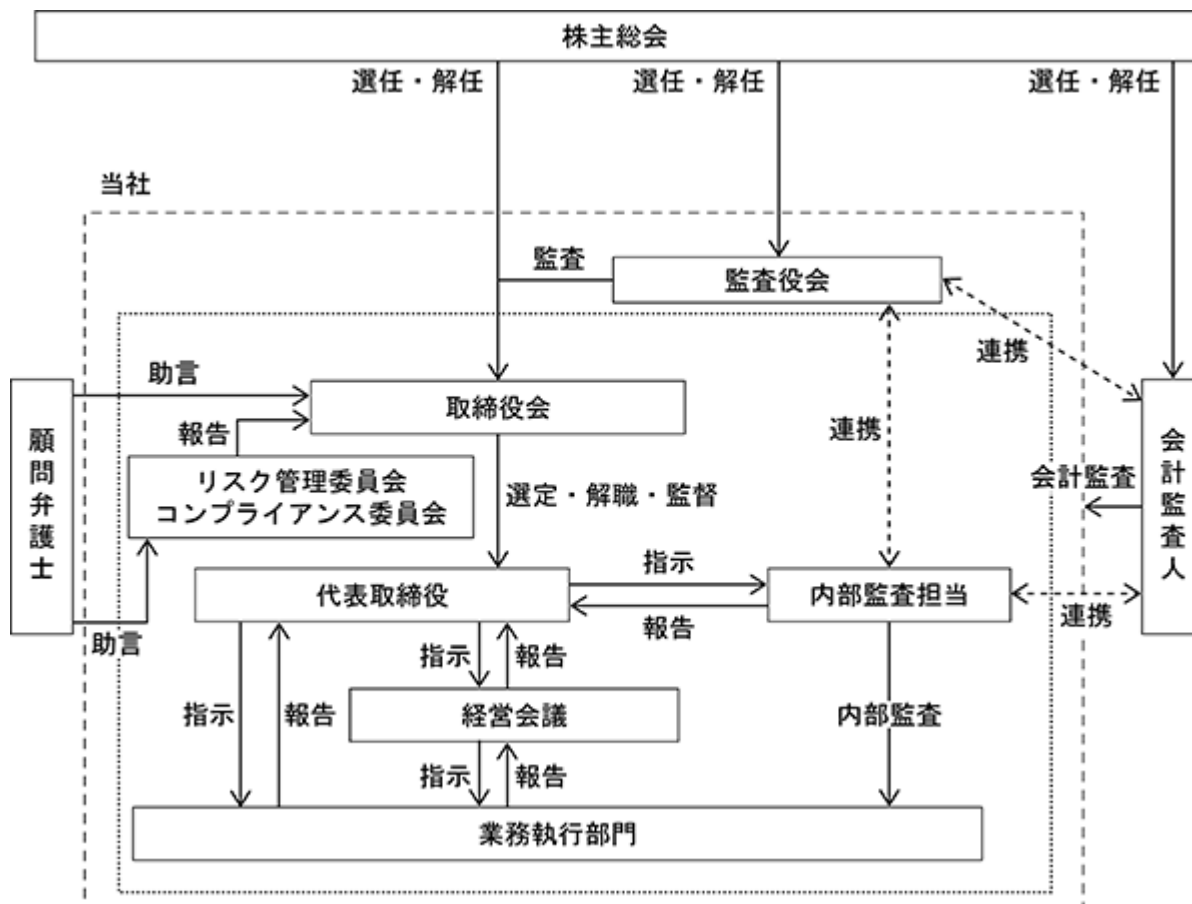 株主総会
選任・解任
選任・解任
選任・解任
当社
監査
監査役会
連携
助言
取締役会
報告
連携
顧問弁護士
リスク管理委員会
コンプライアンス委員会
選定・解職・監督
会計監査
会計監査人
指示
代表取締役
内部監査担当
報告
連携
助言
指示
報告
指示
報告
経営会議
内部監査
指示
報告
業務執行部門